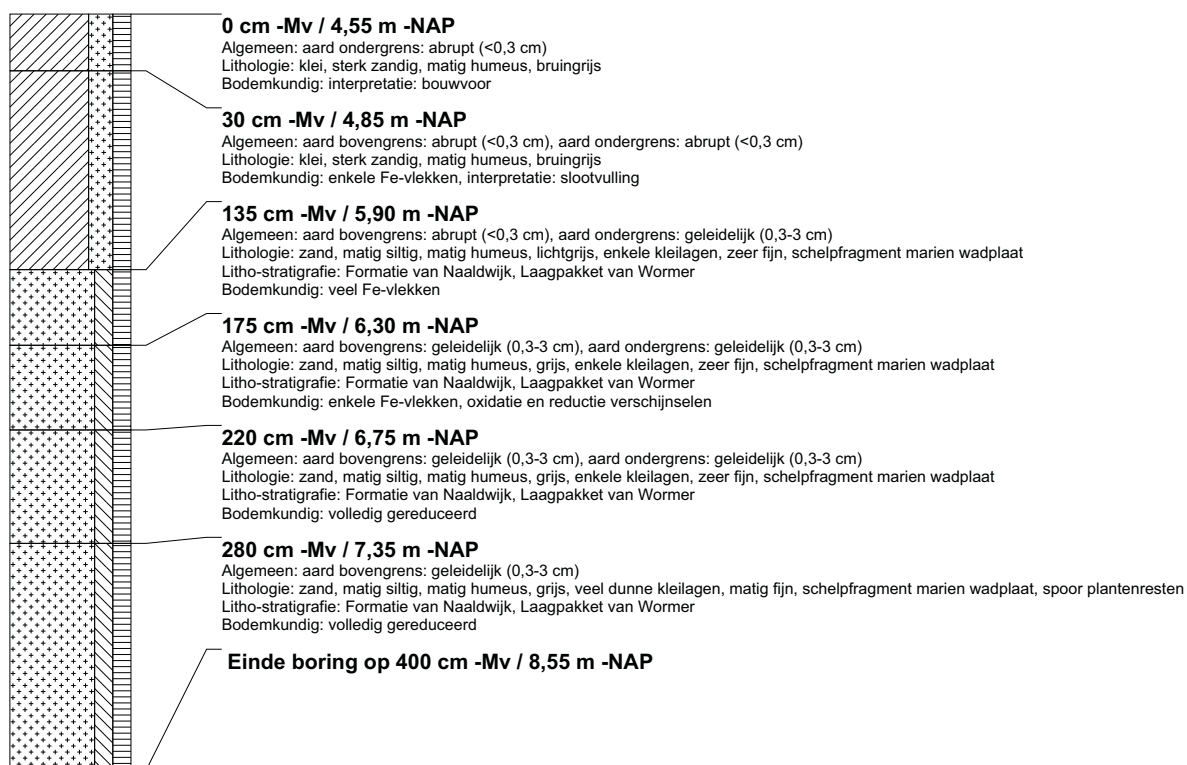 0 cm -Mv / 4,55 m -NAP
Algemeen: aard ondergrens: abrupt (<0,3 cm)
Lithologie: klei, sterk zandig, matig humeus, bruingrijs
Bodemkundig: interpretatie: bouwvoor
30 cm -Mv / 4,85 m -NAP
Algemeen: aard bovengrens: abrupt (<0,3 cm), aard ondergrens: abrupt (<0,3 cm)
Lithologie: klei, sterk zandig, matig humeus, bruingrijs
Bodemkundig: enkele Fe-vlekken, interpretatie: slootvulling
135 cm -Mv / 5,90 m -NAP
Algemeen: aard bovengrens: abrupt (<0,3 cm), aard ondergrens: geleidelijk (0,3-3 cm)
Lithologie: zand, matig siltig, matig humeus, lichtgrijs, enkele kleilagen, zeer fijn, schelpfragment marien wadplaat
Litho-stratigrafie: Formatie van Naaldwijk, Laagpakket van Wormer
Bodemkundig: veel Fe-vlekken
175 cm -Mv / 6,30 m -NAP
Algemeen: aard bovengrens: geleidelijk (0,3-3 cm), aard ondergrens: geleidelijk (0,3-3 cm)
Lithologie: zand, matig siltig, matig humeus, grijs, enkele kleilagen, zeer fijn, schelpfragment marien wadplaat
Litho-stratigrafie: Formatie van Naaldwijk, Laagpakket van Wormer
Bodemkundig: enkele Fe-vlekken, oxidatie en reductie verschijnselen
220 cm -Mv / 6,75 m -NAP
Algemeen: aard bovengrens: geleidelijk (0,3-3 cm), aard ondergrens: geleidelijk (0,3-3 cm)
Lithologie: zand, matig siltig, matig humeus, grijs, enkele kleilagen, zeer fijn, schelpfragment marien wadplaat
Litho-stratigrafie: Formatie van Naaldwijk, Laagpakket van Wormer
Bodemkundig: volledig gereduceerd
280 cm -Mv / 7,35 m -NAP
Algemeen: aard bovengrens: geleidelijk (0,3-3 cm)
Lithologie: zand, matig siltig, matig humeus, grijs, veel dunne kleilagen, matig fijn, schelpfragment marien wadplaat, spoor plantenresten
Litho-stratigrafie: Formatie van Naaldwijk, Laagpakket van Wormer
Bodemkundig: volledig gereduceerd
Einde boring op 400 cm -Mv / 8,55 m -NAP